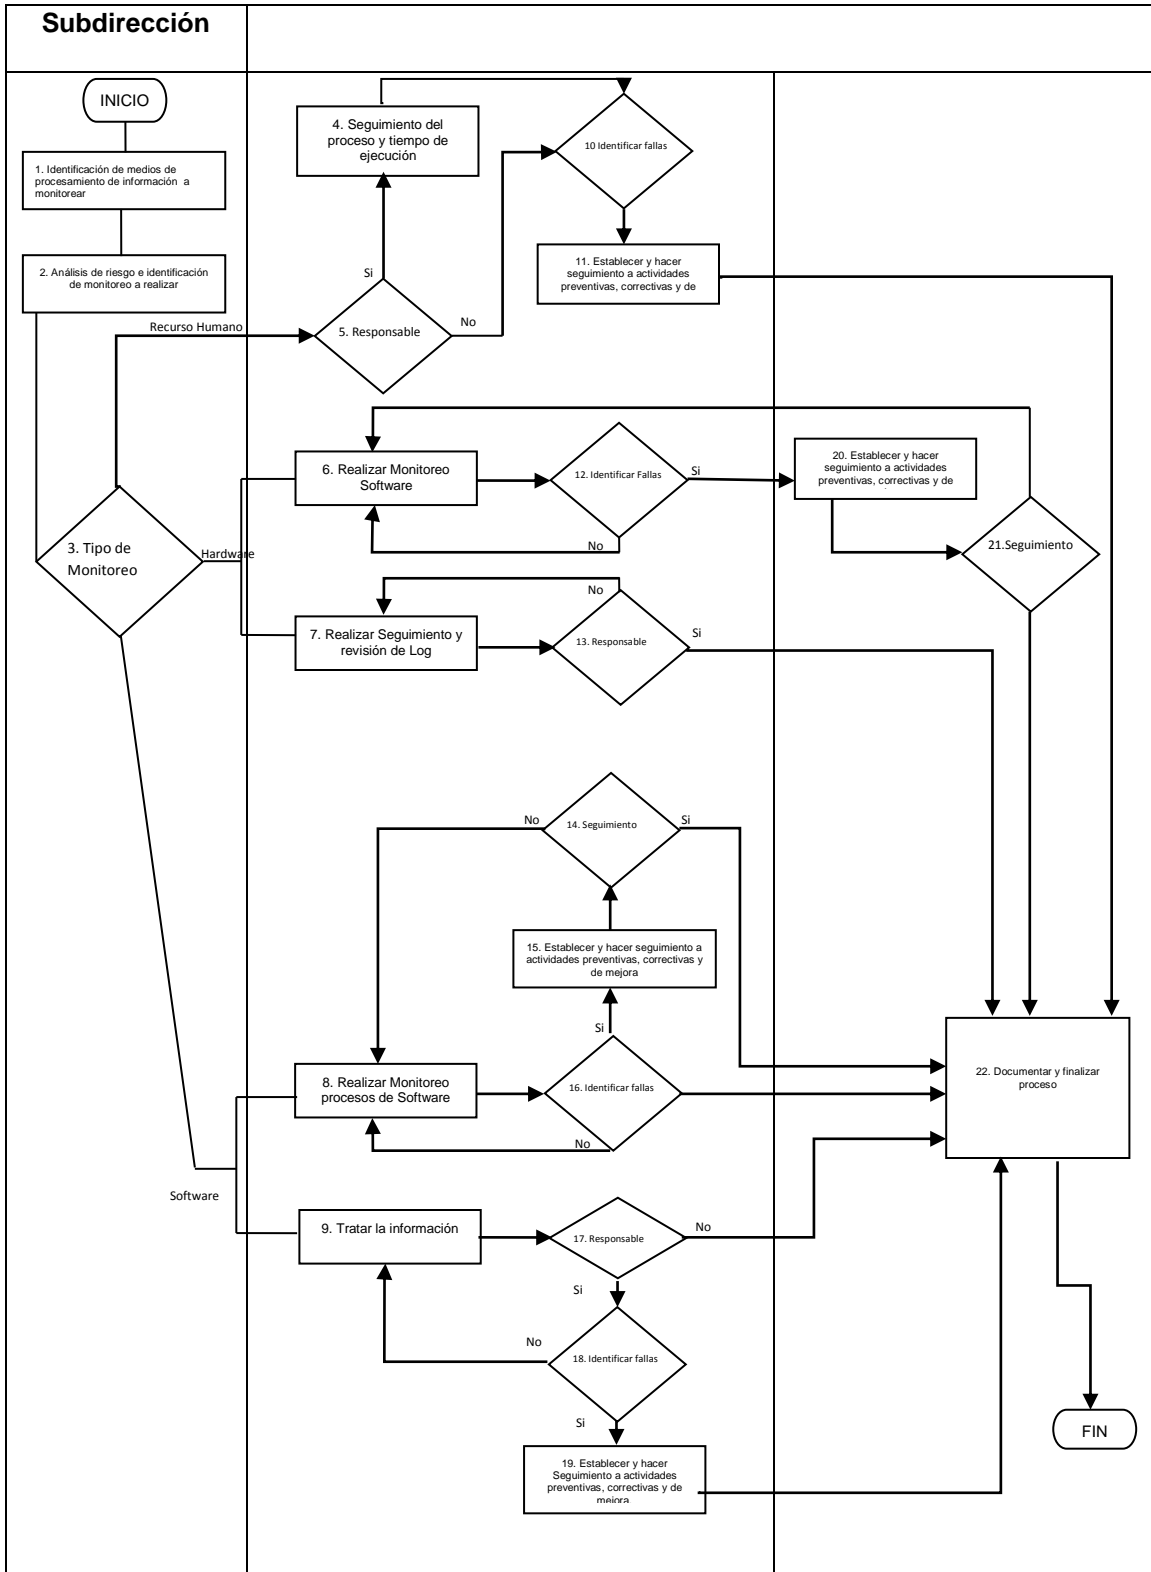 Subdirección
INICIO
1. Identificación de medios de
procesamiento de información a
monitorear
2. Análisis de riesgo e identificación
de monitoreo a realizar
Recurso Humano
3. Tipo de
Monitoreo
Hardware
Software
4. Seguimiento del
proceso y tiempo de
ejecución
Si
5. Responsable
No
10 Identificar fallas
11. Establecer y hacer
seguimiento a actividades
preventivas, correctivas y de
6. Realizar Monitoreo
Software
12. Identificar Fallas
Si
No
20. Establecer y hacer
seguimiento a actividades
preventivas, correctivas y de
21.Seguimiento
7. Realizar Seguimiento y
revisión de Log
No
13. Responsable
Si
No
14. Seguimiento
Si
15. Establecer y hacer seguimiento a
actividades preventivas, correctivas y
de mejora
Si
8. Realizar Monitoreo
procesos de Software
16. Identificar fallas
No
22. Documentar y finalizar
proceso
9. Tratar la información
17. Responsable
No
Si
No
18. Identificar fallas
Si
19. Establecer y hacer
Seguimiento a actividades
preventivas, correctivas y de
mejora.
FIN